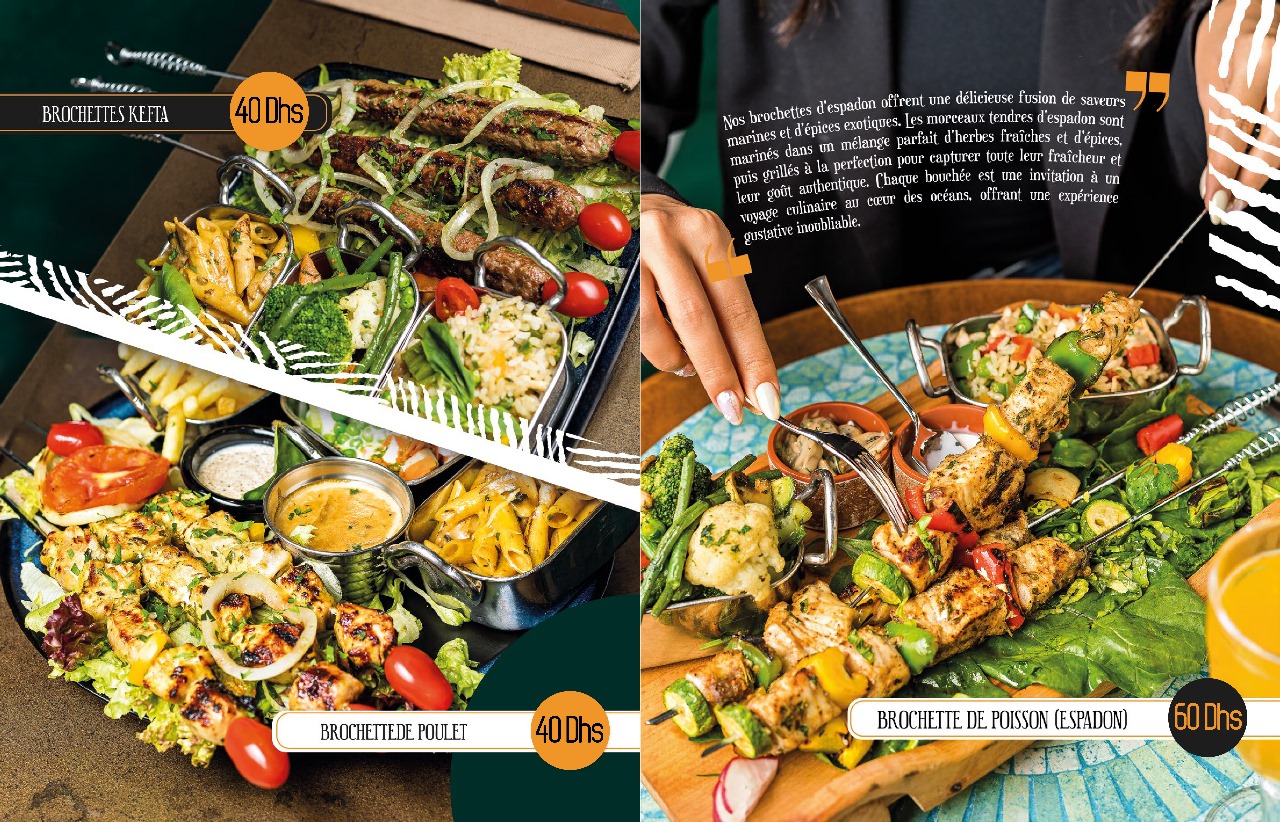 BROCHETTES KEFTA
40 Dhs
BROCHETTE.DE POULET
40 Dhs
Nos brochettes d'espadon offrent une délicieuse fusion de saveurs
marines et d'épices exotiques. Les morceaux tendres d'espadon sont
marinés dans un mélange parfait d'herbes fraîches et d'épices,
puis grillés à la perfection pour capturer toute leur fraîcheur et
leur goût authentique. Chaque bouchée est une invitation à un
voyage culinaire au cœur des océans, offrant une expérience
gustative inoubliable.
BROCHETTE DE POISSON (ESPADON)
60 Dhs